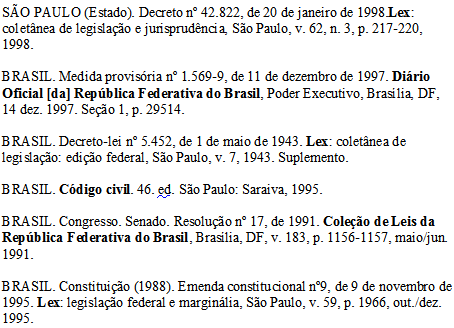 SÃO PAULO (Estado). Decreto nº 42.822, de 20 de janeiro de 1998.Lex:
coletânea de legislação e jurisprudência, São Paulo, v. 62, n. 3, p. 217-220,
1998.
BRASIL. Medida provisória nº 1.569-9, de 11 de dezembro de 1997. Diário
Oficial [da] República Federativa do Brasil, Poder Executivo, Brasília, DF,
14 dez. 1997. Seção 1, p. 29514.
BRASIL. Decreto-lei nº 5.452, de 1 de maio de 1943. Lex: coletânea de
legislação: edição federal, São Paulo, v. 7, 1943. Suplemento.
BRASIL. Código civil. 46. ed. São Paulo: Saraiva, 1995.
BRASIL. Congresso. Senado. Resolução nº 17, de 1991. Coleção de Leis da
República Federativa do Brasil, Brasília, DF, v. 183, p. 1156-1157, maio/jun.
1991.
BRASIL. Constituição (1988). Emenda constitucional nº9, de 9 de novembro de
1995. Lex: legislação federal e marginália, São Paulo, v. 59, p. 1966, out./dez.
1995.